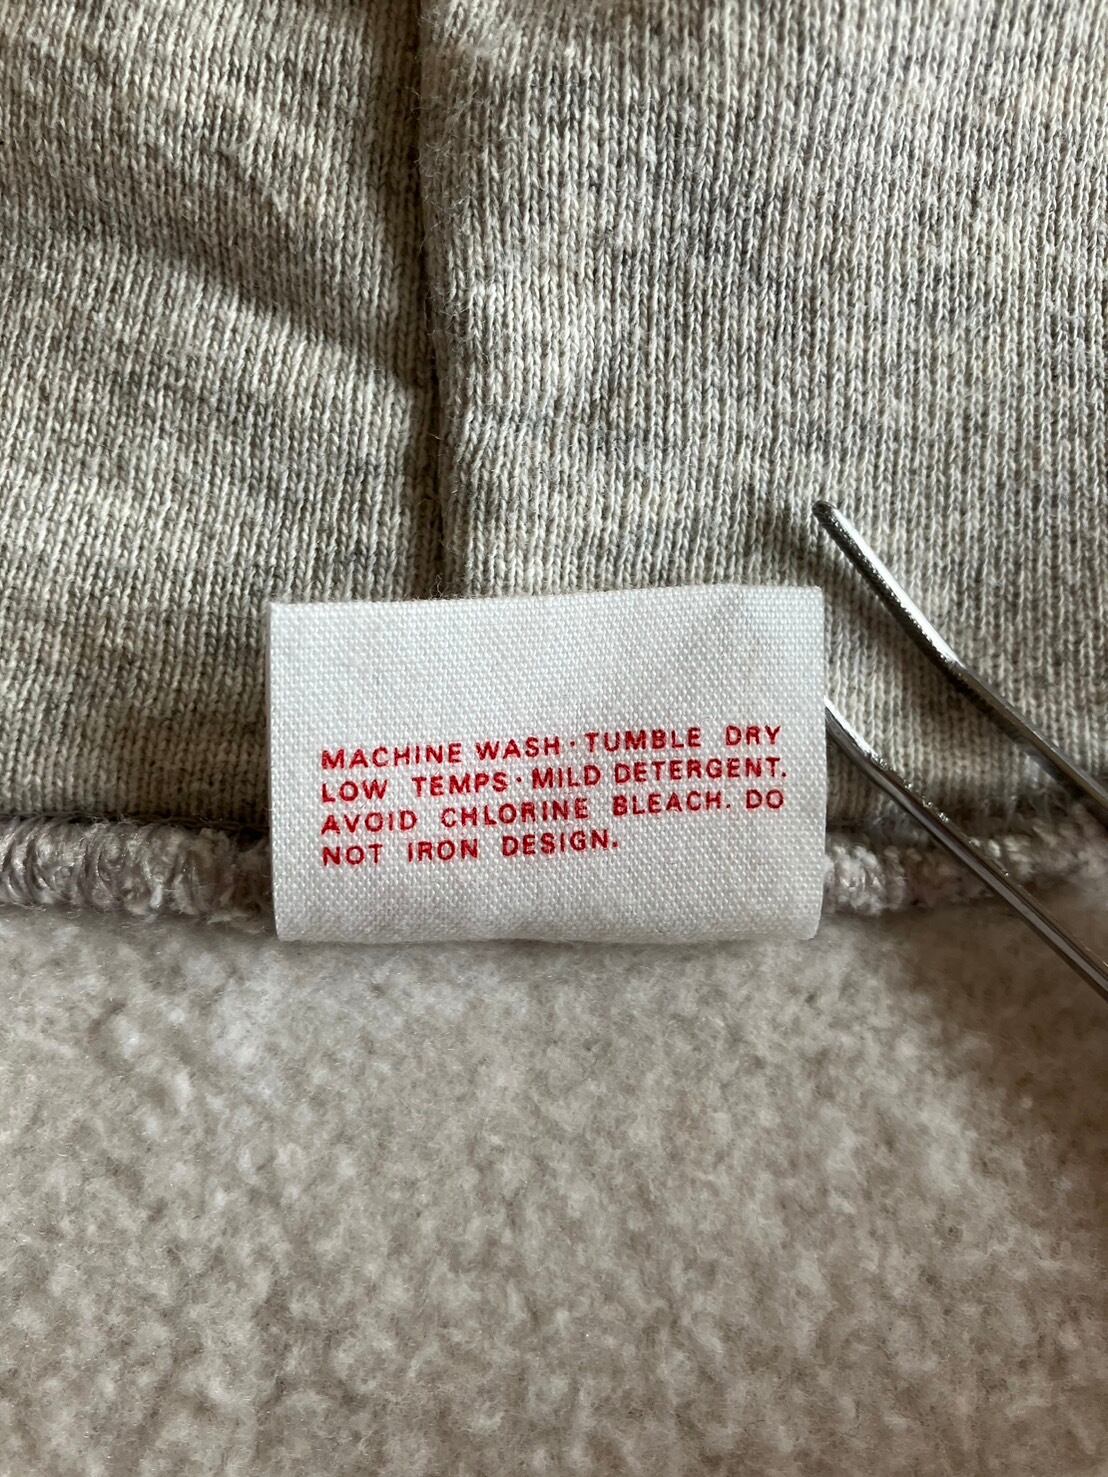 MACHINE WASH · TUMBLE DRY
LOW TEMPS · MILD DETERGENT.
AVOID CHLORINE BLEACH. DO
NOT IRON DESIGN.